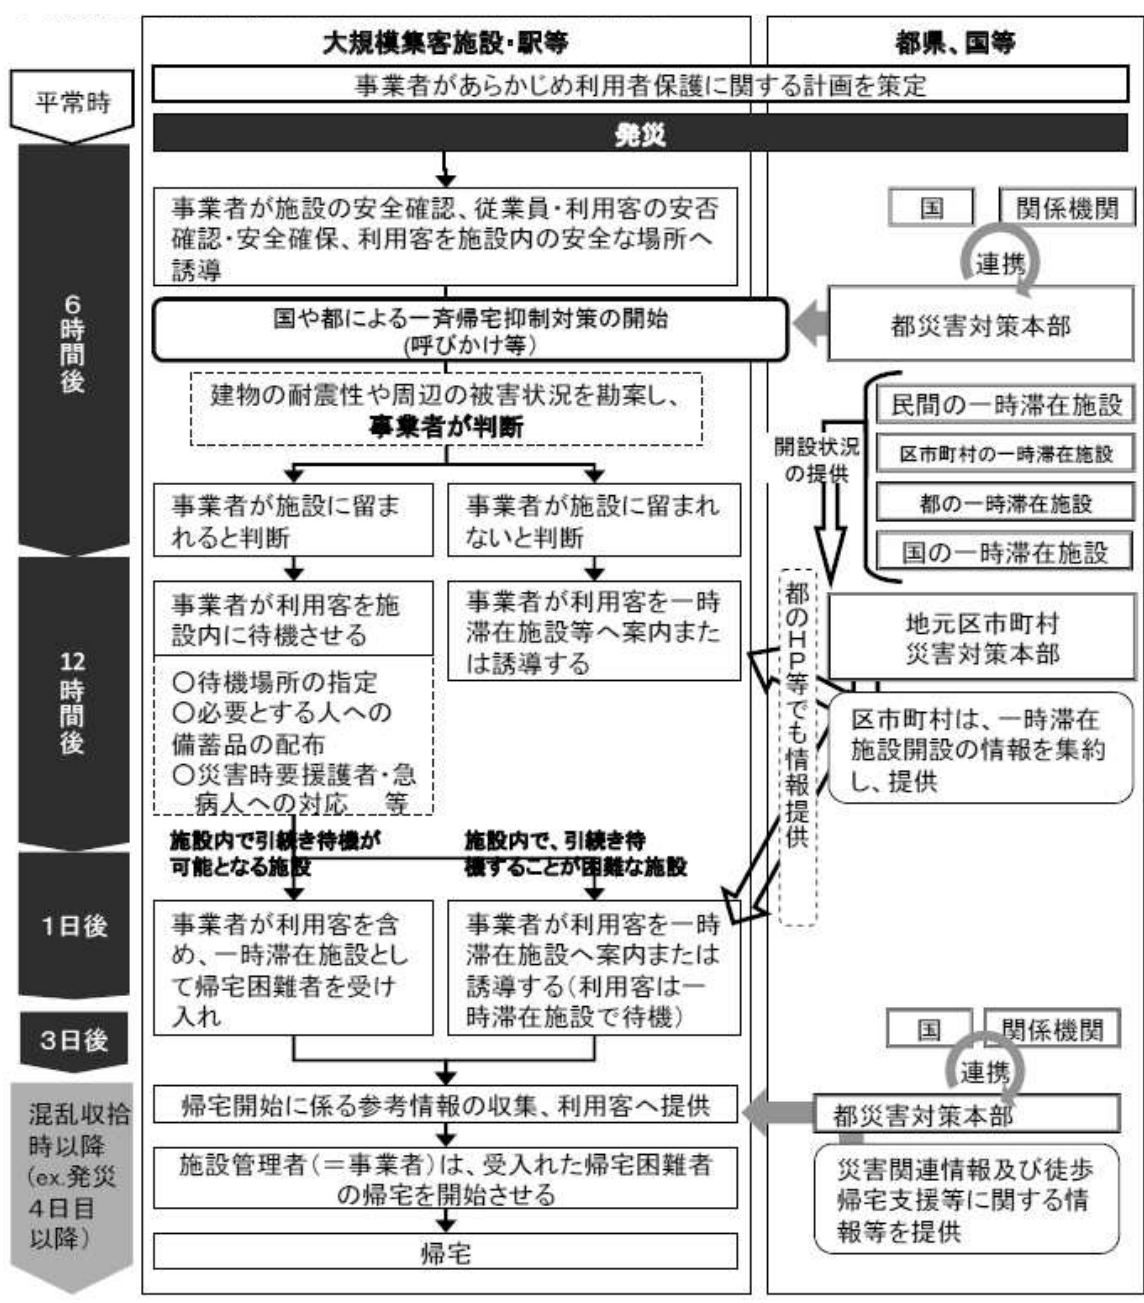 大規模集客施設・駅等
都県、国等
平常時
事業者があらかじめ利用者保護に関する計画を策定
発災
6時間後
事業者が施設の安全確認、従業員・利用客の安否
確認・安全確保、利用客を施設内の安全な場所へ
誘導
国
関係機関
連携
国や都による一斉帰宅抑制対策の開始
(呼びかけ等)
都災害対策本部
建物の耐震性や周辺の被害状況を勘案し、
事業者が判断
開設状況
の提供
民間の一時滞在施設
区市町村の一時滞在施設
都の一時滞在施設
国の一時滞在施設
事業者が施設に留ま
れると判断
事業者が施設に留まれ
ないと判断
12時間後
事業者が利用客を施
設内に待機させる
事業者が利用客を一時
滞在施設等へ案内また
は誘導する
都のHP等でも情報提供
地元区市町村
災害対策本部
○待機場所の指定
○必要とする人への
備蓄品の配布
○災害時要援護者・急
病人への対応 等
区市町村は、一時滞在
施設開設の情報を集約
し、提供
施設内で引続き待機が
可能となる施設
施設内で、引続き待
機することが困難な施設
1日後
事業者が利用客を含
め、一時滞在施設とし
て帰宅困難者を受け
入れ
事業者が利用客を一時
滞在施設へ案内または
誘導する(利用客は一
時滞在施設で待機)
3日後
国
関係機関
連携
混乱収拾
時以降
(ex.発災
4日目
以降)
帰宅開始に係る参考情報の収集、利用客へ提供
都災害対策本部
施設管理者(=事業者)は、受入れた帰宅困難者
の帰宅を開始させる
災害関連情報及び徒歩
帰宅支援等に関する情
報等を提供
帰宅